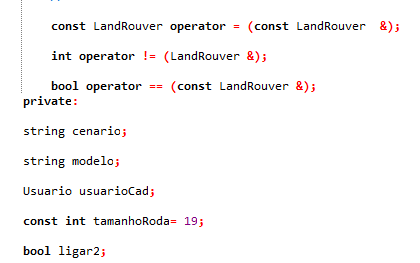 const LandRouver operator = (const LandRouver &);
int operator != (LandRouver &);
bool operator == (const LandRouver &);
private:
string cenario;
string modelo;
Usuario usuarioCad;
const int tamanhoRoda= 19;
bool ligar2;